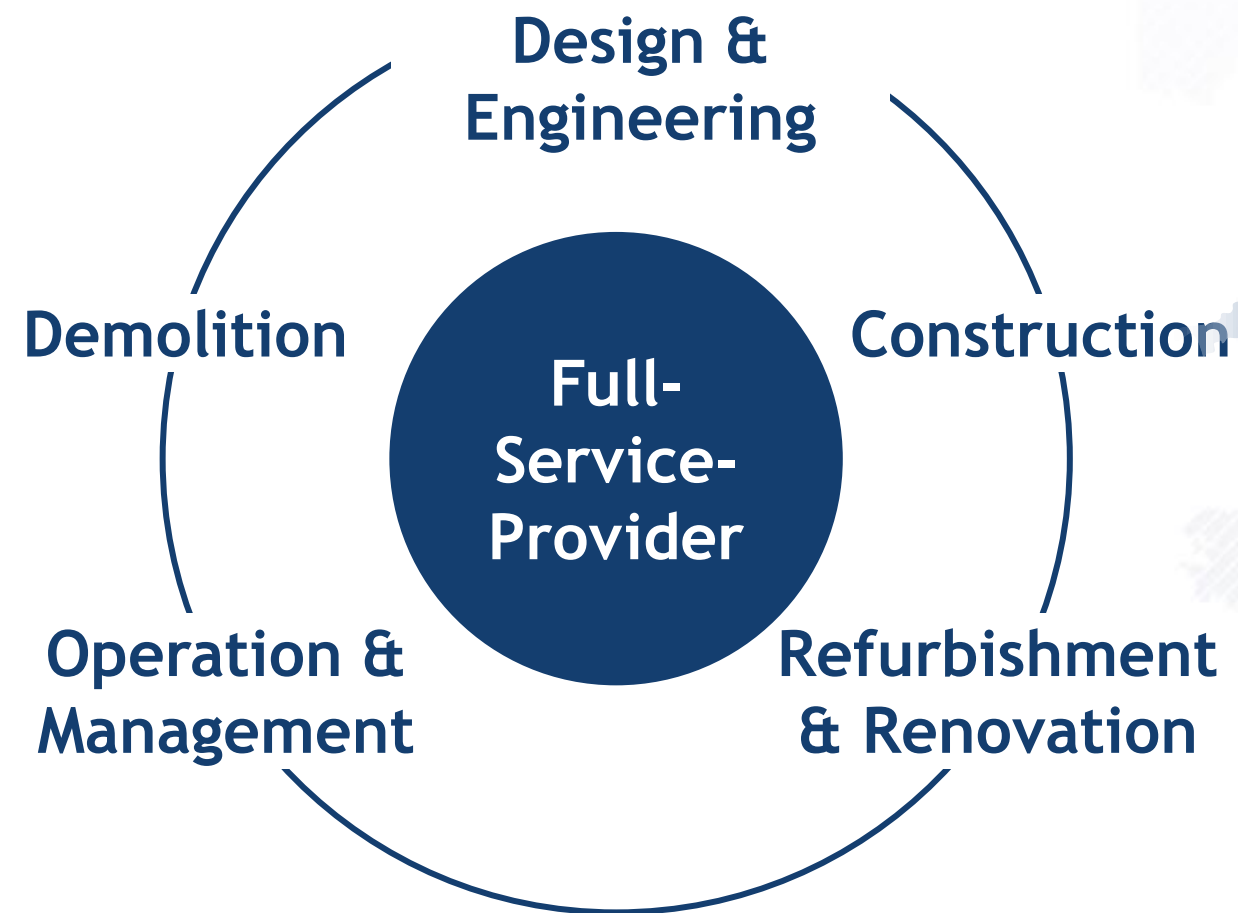 Design &
Engineering
Demolition
Construction
Full-
Service-
Provider
Operation &
Management
Refurbishment
& Renovation